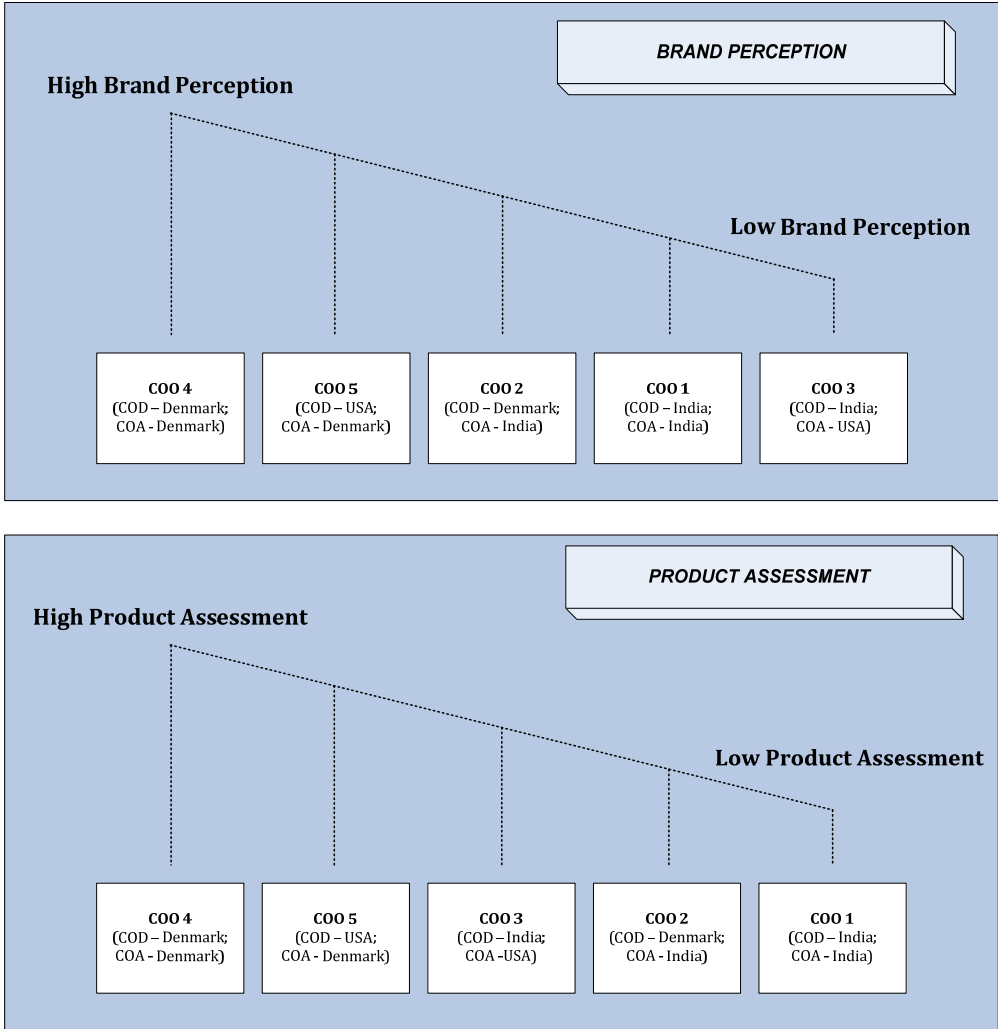 BRAND PERCEPTION
High Brand Perception
Low Brand Perception
COO 4
(COD – Denmark;
COA - Denmark)
COO 5
(COD – USA;
COA - Denmark)
COO 2
(COD – Denmark;
COA - India)
COO 1
(COD – India;
COA - India)
COO 3
(COD – India;
COA - USA)
PRODUCT ASSESSMENT
High Product Assessment
Low Product Assessment
COO 4
(COD – Denmark;
COA - Denmark)
COO 5
(COD – USA;
COA - Denmark)
COO 3
(COD – India;
COA -USA)
COO 2
(COD – Denmark;
COA - India)
COO 1
(COD – India;
COA - India)